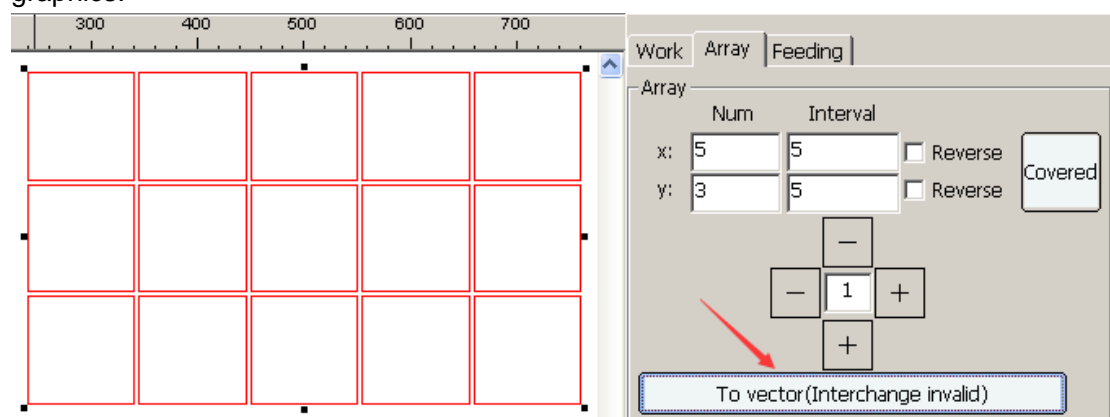 graphics.
300 400 500 600 700
Work Array Feeding
Array
Num Interval
x: 5 5 Reverse
Covered
y: 3 5 Reverse
−
− 1 +
+
To vector(Interchange invalid)